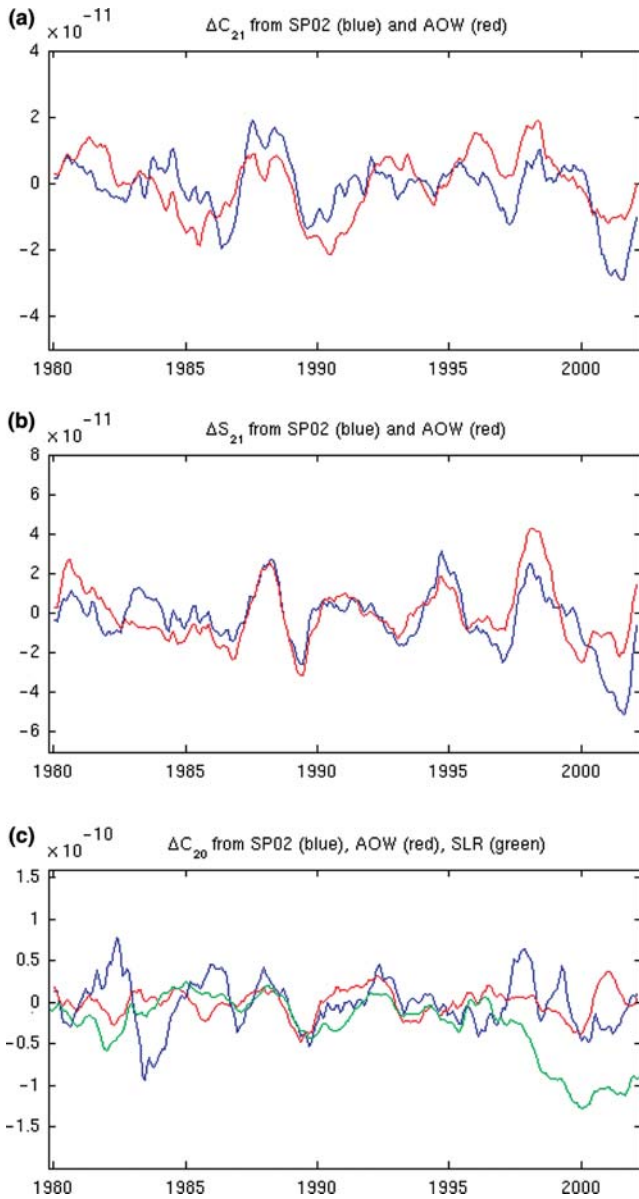 (a)
× 10⁻¹¹
ΔC₂₁ from SP02 (blue) and AOW (red)
4
2
0
−2
−4
1980 1985 1990 1995 2000
(b)
× 10⁻¹¹
ΔS₂₁ from SP02 (blue) and AOW (red)
8
6
4
2
0
−2
−4
−6
1980 1985 1990 1995 2000
(c)
× 10⁻¹⁰
ΔC₂₀ from SP02 (blue), AOW (red), SLR (green)
1.5
1
0.5
0
−0.5
−1
−1.5
1980 1985 1990 1995 2000